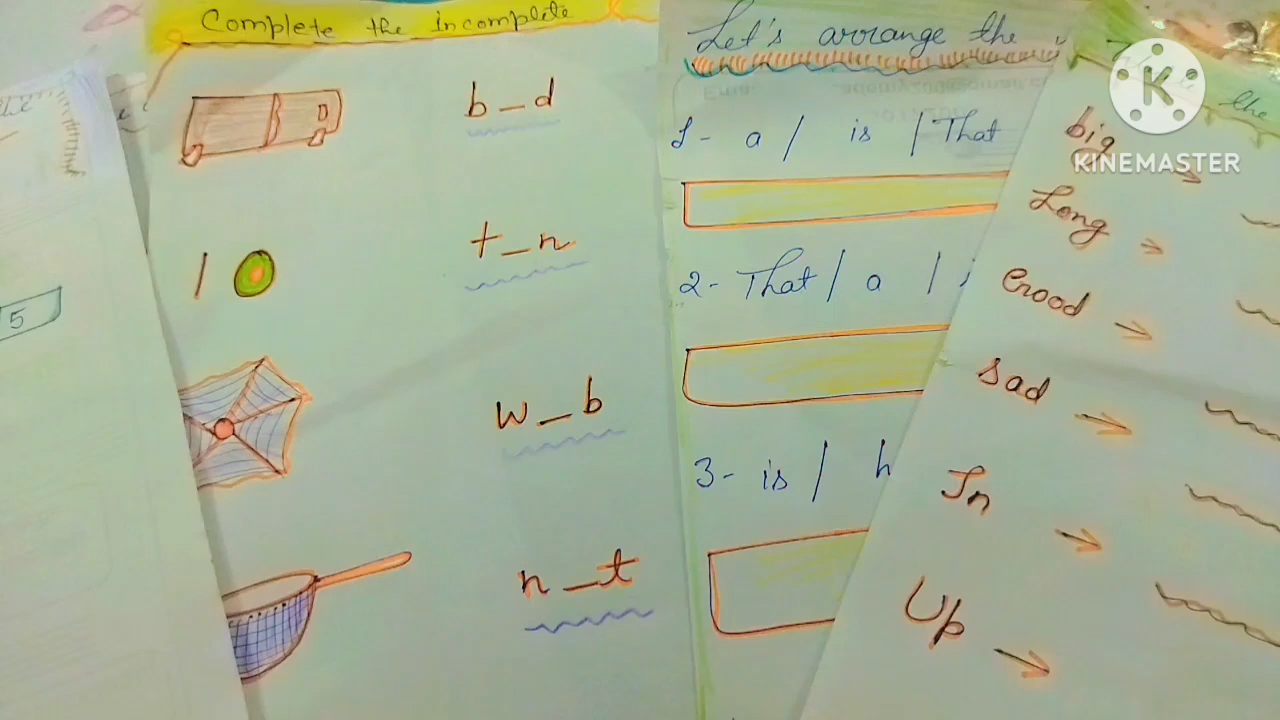 Complete the incomplete
b_d
t_n
w_b
n_t
5
Let's arrange the
1- a / is / That
2- That / a /
3- is / h
the
big
Long
Good
Sad
In
Up
K
KINEMASTER